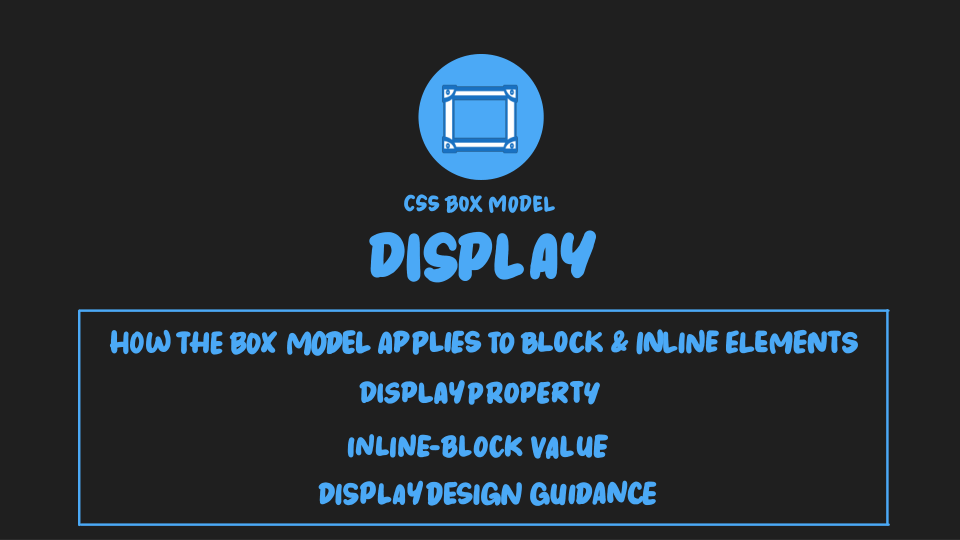 CSS BOX MODEL
DISPLAY
HOW THE BOX MODEL APPLIES TO BLOCK & INLINE ELEMENTS
DISPLAY PROPERTY
INLINE-BLOCK VALUE
DISPLAY DESIGN GUIDANCE